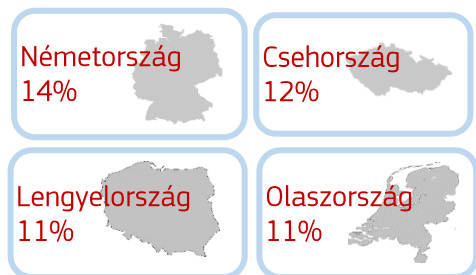 Németország
14%
Csehország
12%
Lengyelország
11%
Olaszország
11%